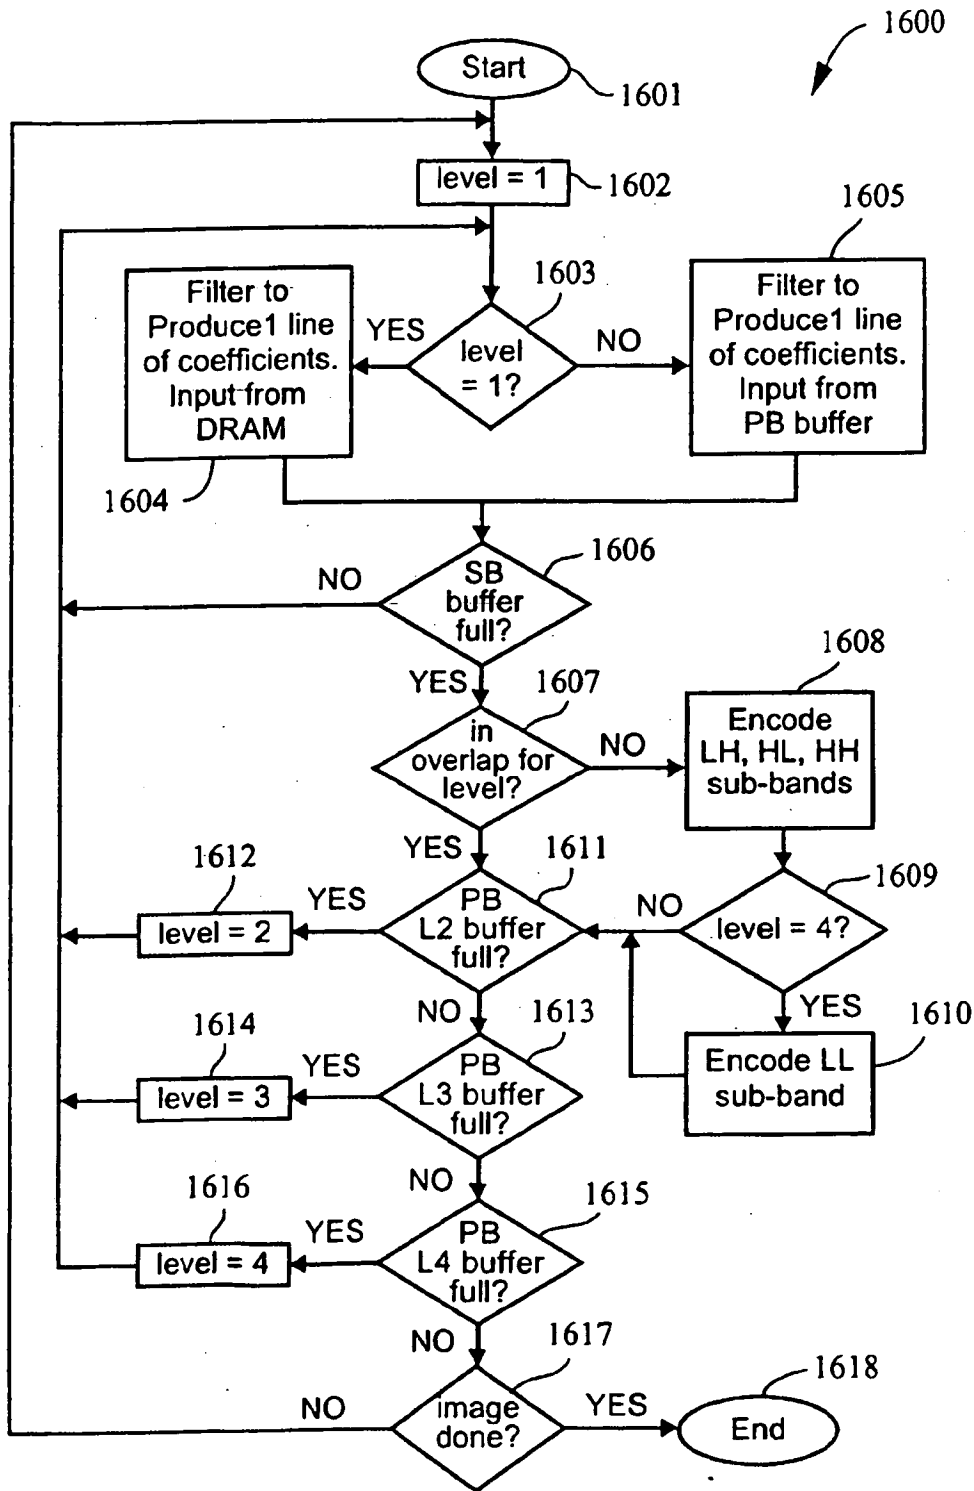 1600
Start
1601
level = 1
1602
1605
1603
Filter to
Produce1 line
of coefficients.
Input from
DRAM
YES
level
= 1?
NO
Filter to
Produce1 line
of coefficients.
Input from
PB buffer
1604
1606
NO
SB
buffer
full?
1608
YES
1607
in
overlap for
level?
NO
Encode
LH, HL, HH
sub-bands
YES
1611
1612
1609
YES
PB
L2 buffer
full?
NO
level = 4?
level = 2
NO
1613
YES
1610
1614
YES
PB
L3 buffer
full?
Encode LL
sub-band
level = 3
NO
1615
1616
YES
PB
L4 buffer
full?
level = 4
NO
1617
1618
NO
image
done?
YES
End